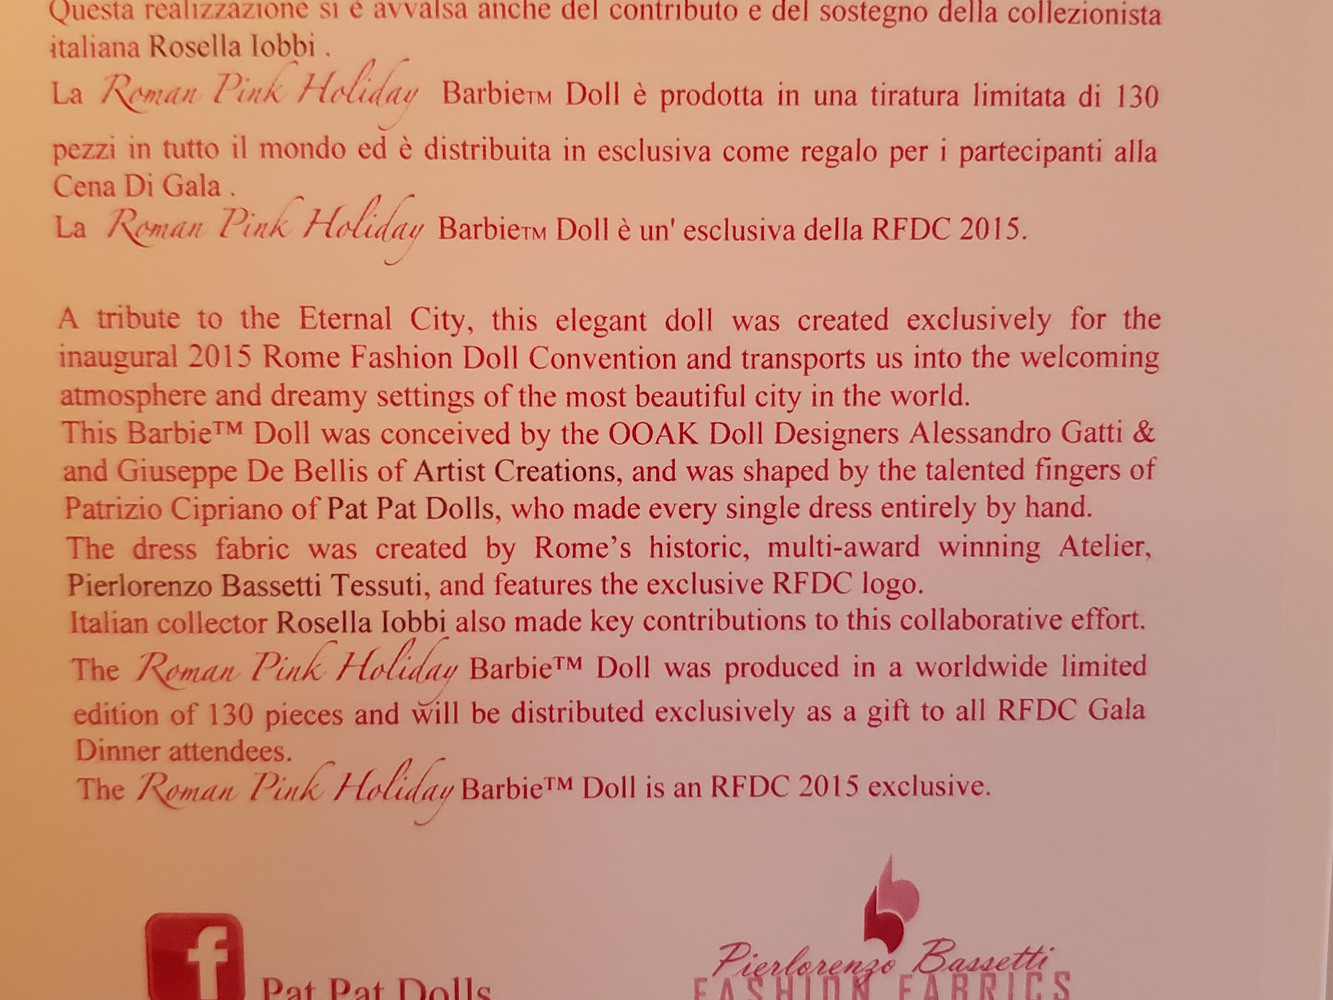 Questa realizzazione si è avvalsa anche del contributo e del sostegno della collezionista
italiana Rosella Iobbi .
La Roman Pink Holiday Barbie™ Doll è prodotta in una tiratura limitata di 130
pezzi in tutto il mondo ed è distribuita in esclusiva come regalo per i partecipanti alla
Cena Di Gala .
La Roman Pink Holiday Barbie™ Doll è un' esclusiva della RFDC 2015.
A tribute to the Eternal City, this elegant doll was created exclusively for the
inaugural 2015 Rome Fashion Doll Convention and transports us into the welcoming
atmosphere and dreamy settings of the most beautiful city in the world.
This Barbie™ Doll was conceived by the OOAK Doll Designers Alessandro Gatti &
and Giuseppe De Bellis of Artist Creations, and was shaped by the talented fingers of
Patrizio Cipriano of Pat Pat Dolls, who made every single dress entirely by hand.
The dress fabric was created by Rome’s historic, multi-award winning Atelier,
Pierlorenzo Bassetti Tessuti, and features the exclusive RFDC logo.
Italian collector Rosella Iobbi also made key contributions to this collaborative effort.
The Roman Pink Holiday Barbie™ Doll was produced in a worldwide limited
edition of 130 pieces and will be distributed exclusively as a gift to all RFDC Gala
Dinner attendees.
The Roman Pink Holiday Barbie™ Doll is an RFDC 2015 exclusive.
f Pat Pat Dolls
Pierlorenzo Bassetti
FASHION FABRICS